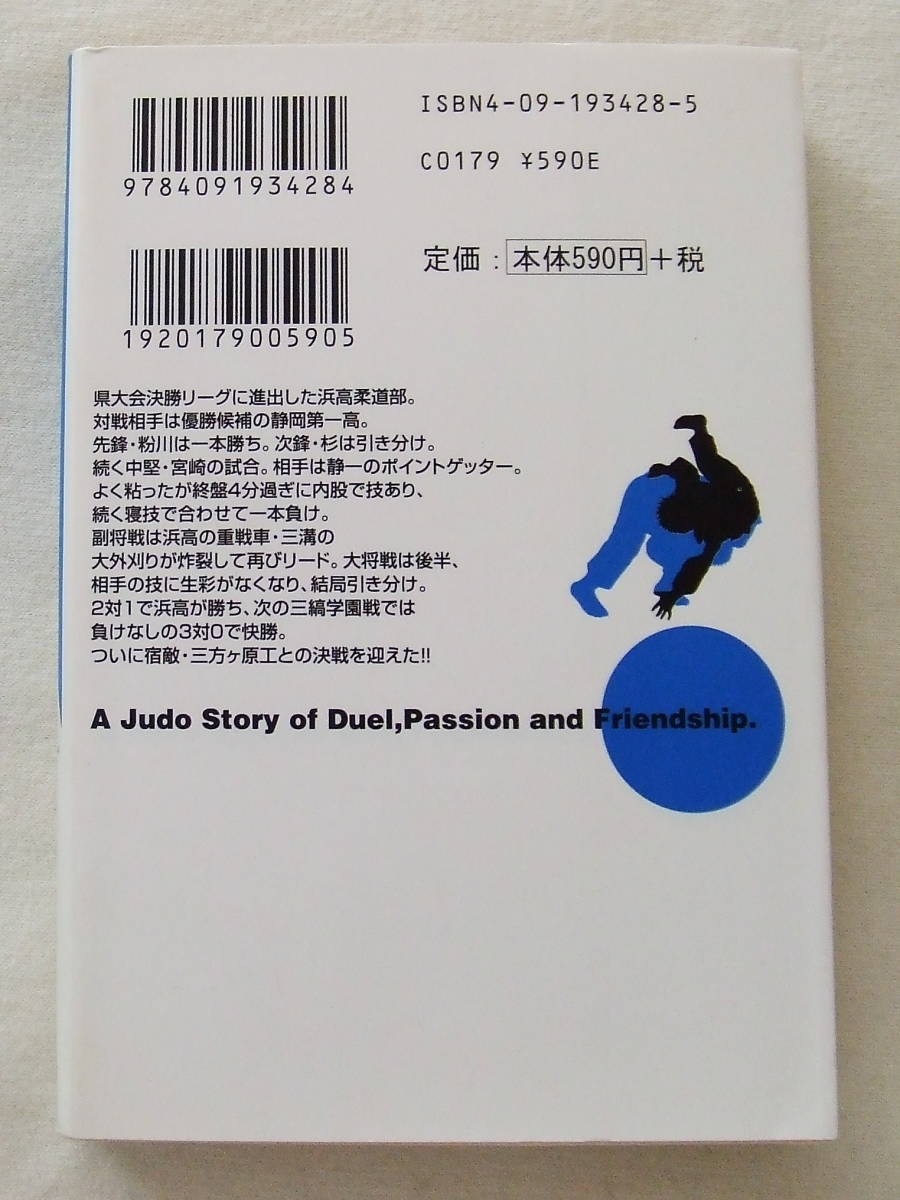 ISBN4-09-193428-5
9784091934284
C0179 ¥590E
定価：本体590円＋税
1920179005905
県大会決勝リーグに進出した浜高柔道部。
対戦相手は優勝候補の静岡第一高。
先鋒・粉川は一本勝ち。次鋒・杉は引き分け。
続く中堅・宮崎の試合。相手は静一のポイントゲッター。
よく粘ったが終盤4分過ぎに内股で技あり、
続く寝技で合わせて一本負け。
副将戦は浜高の重戦車・三溝の
大外刈りが炸裂して再びリード。大将戦は後半、
相手の技に生彩がなくなり、結局引き分け。
2対1で浜高が勝ち、次の三縞学園戦では
負けなしの3対0で快勝。
ついに宿敵・三方ヶ原工との決戦を迎えた!!
A Judo Story of Duel,Passion and Friendship.